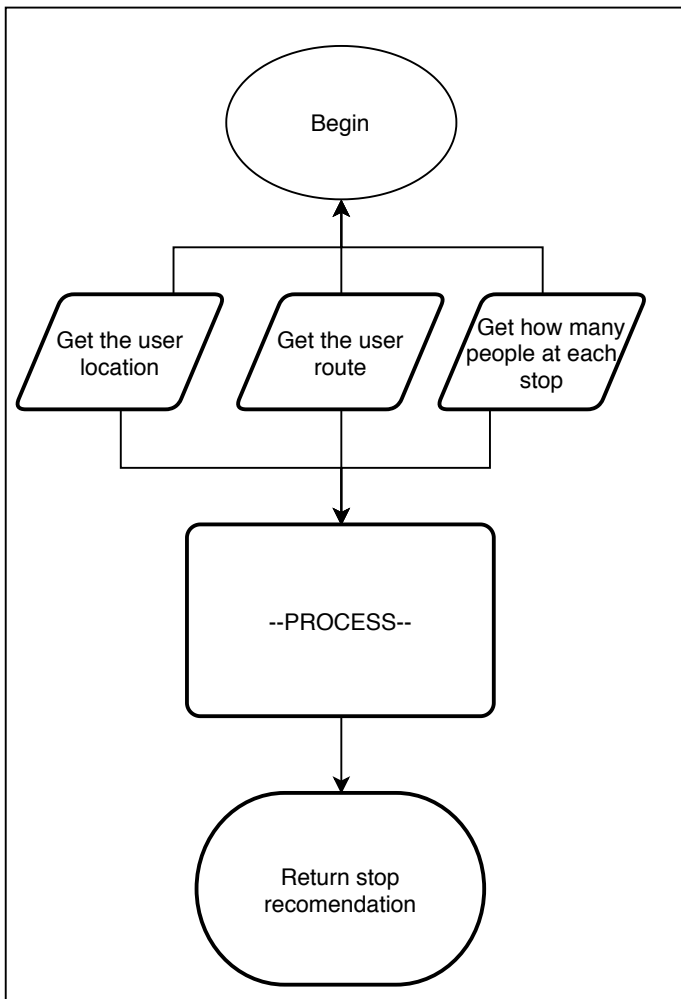 Begin
Get the user
location
Get the user
route
Get how many
people at each
stop
--PROCESS--
Return stop
recomendation